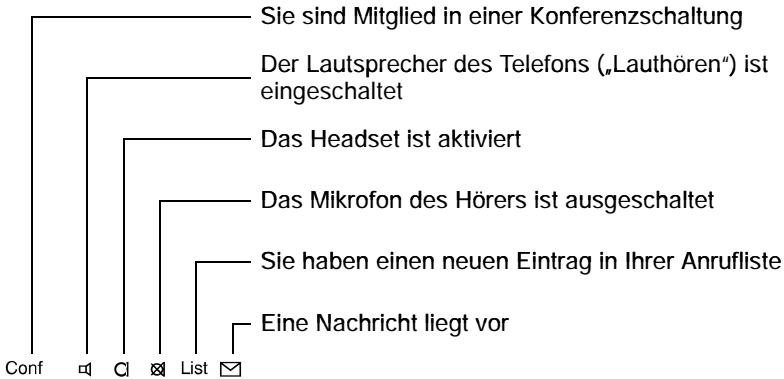 Sie sind Mitglied in einer Konferenzschaltung
Der Lautsprecher des Telefons („Lauthören“) ist
eingeschaltet
Das Headset ist aktiviert
Das Mikrofon des Hörers ist ausgeschaltet
Sie haben einen neuen Eintrag in Ihrer Anrufliste
Eine Nachricht liegt vor
Conf List